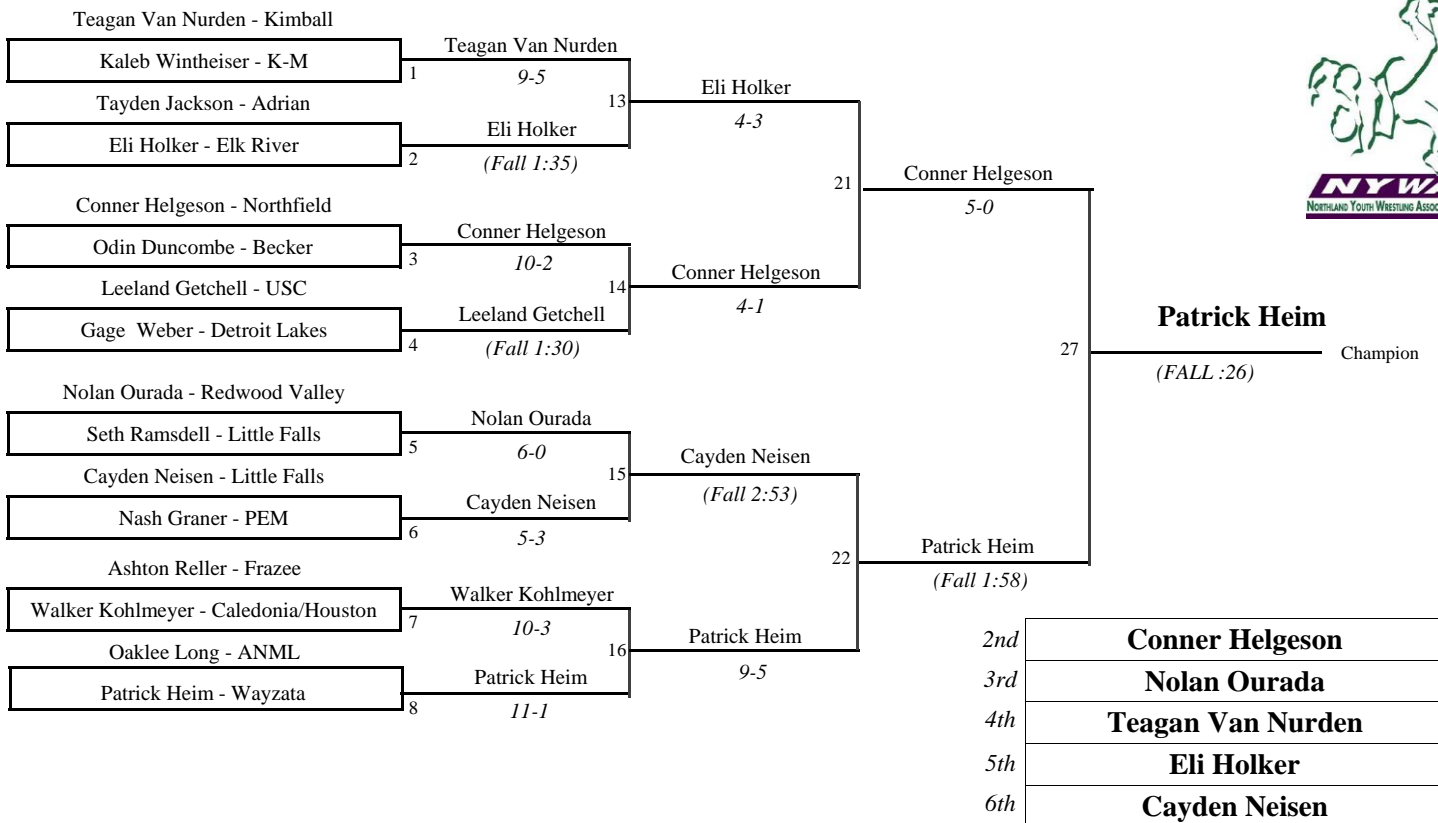 Teagan Van Nurden - Kimball
Kaleb Wintheiser - K-M
1
Tayden Jackson - Adrian
Eli Holker - Elk River
2
Conner Helgeson - Northfield
Odin Duncombe - Becker
3
Leeland Getchell - USC
Gage Weber - Detroit Lakes
4
Nolan Ourada - Redwood Valley
Seth Ramsdell - Little Falls
5
Cayden Neisen - Little Falls
Nash Graner - PEM
6
Ashton Reller - Frazee
Walker Kohlmeyer - Caledonia/Houston
7
Oaklee Long - ANML
Patrick Heim - Wayzata
8
Teagan Van Nurden
9-5
13
Eli Holker
(Fall 1:35)
Conner Helgeson
10-2
14
Leeland Getchell
(Fall 1:30)
Nolan Ourada
6-0
15
Cayden Neisen
5-3
Walker Kohlmeyer
10-3
16
Patrick Heim
11-1
Eli Holker
4-3
21
Conner Helgeson
4-1
Cayden Neisen
(Fall 2:53)
22
Patrick Heim
9-5
Conner Helgeson
5-0
27
Patrick Heim
(Fall 1:58)
NYWA
NORTHLAND YOUTH WRESTLING
Patrick Heim
Champion
(FALL :26)
2nd Conner Helgeson
3rd Nolan Ourada
4th Teagan Van Nurden
5th Eli Holker
6th Cayden Neisen